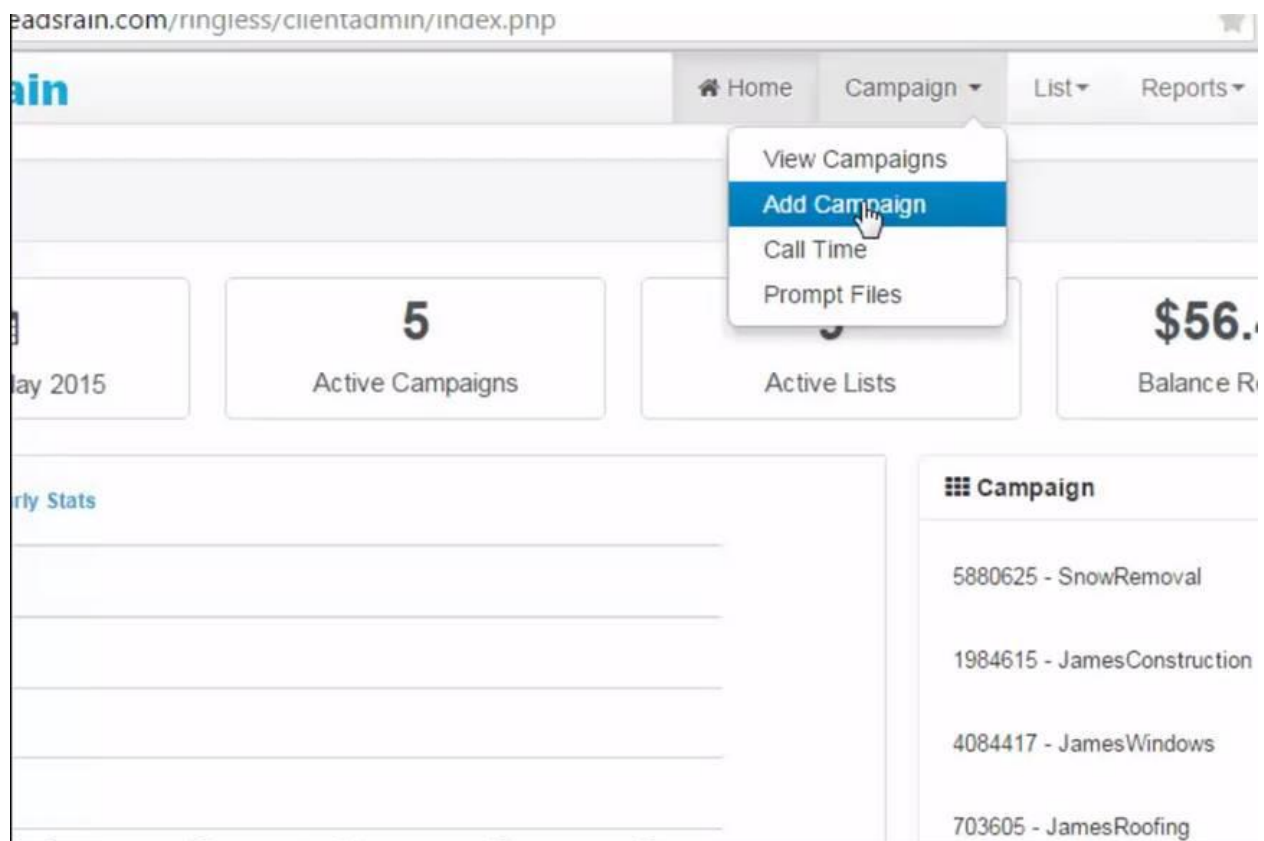 eadsrain.com/ringless/clientadmin/index.php
ain
Home Campaign List Reports
View Campaigns
Add Campaign
Call Time
Prompt Files
5
$56.
lay 2015
Active Campaigns
Active Lists
Balance R
rly Stats
Campaign
5880625 - SnowRemoval
1984615 - JamesConstruction
4084417 - JamesWindows
703605 - JamesRoofing